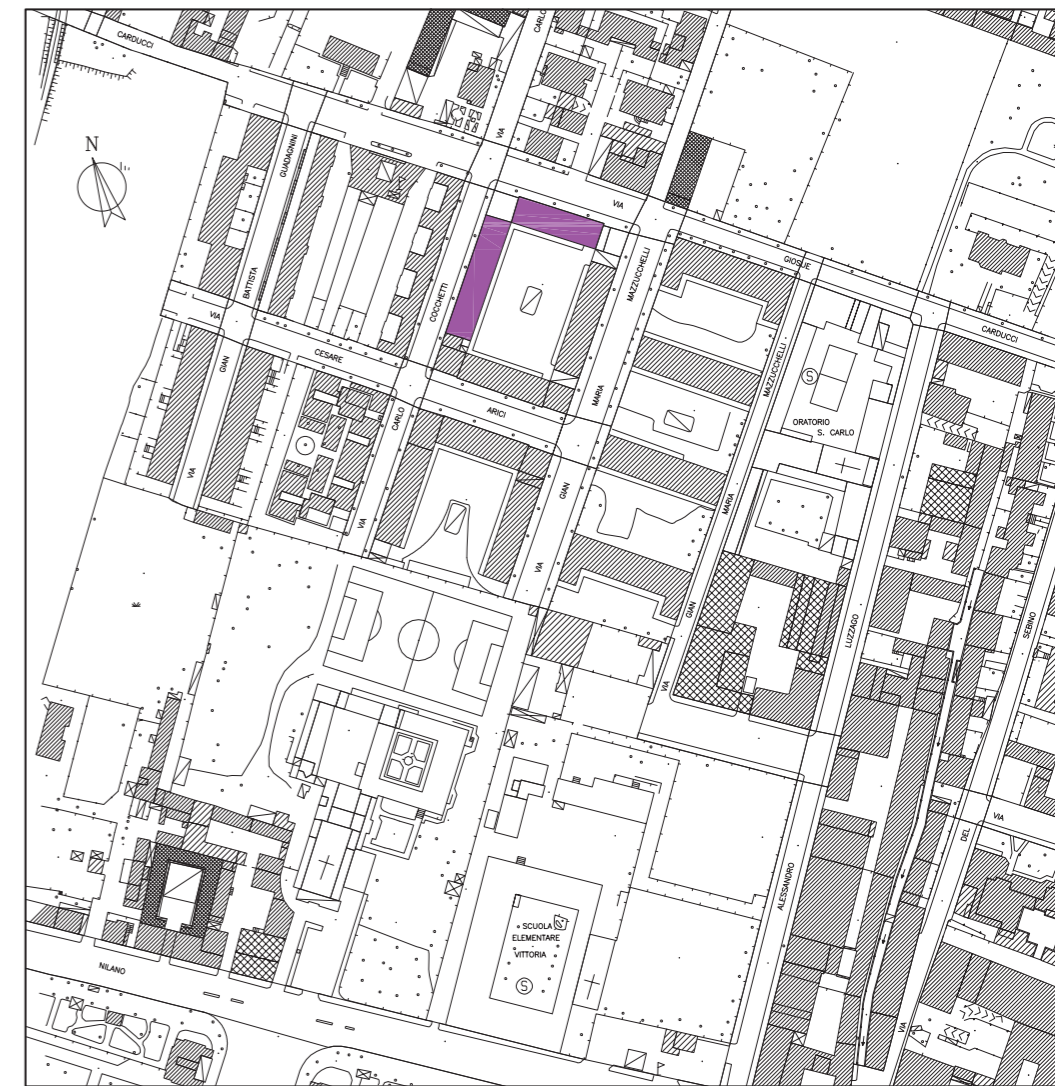 CARDUCCI
CARLO
VIA
N
GUADAGNINI
BATTISTA
GIAN
VIA
VIA
CESARE
ARICI
COCCHETTI
CARLO
VIA
VIA
GIOSUE
CARDUCCI
MAZZUCCHELLI
MARIA
GIAN
VIA
MAZZUCCHELLI
MARIA
GIAN
VIA
S
ORATORIO
S. CARLO
LUZZAGO
ALESSANDRO
SEBINO
DEL
VIA
VIA
SCUOLA
ELEMENTARE
VITTORIA
S
NILANO